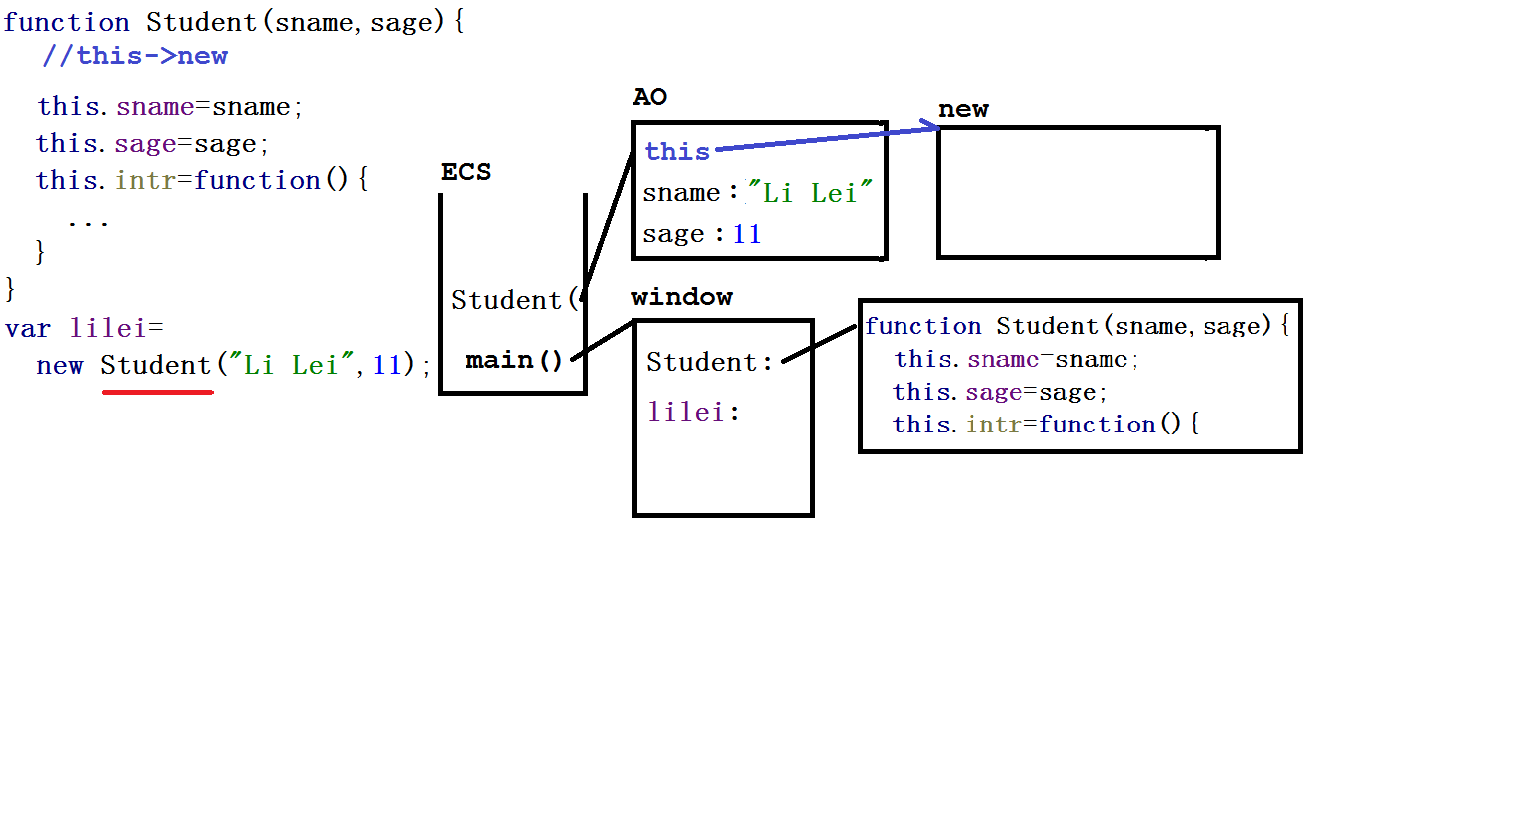 function Student(sname,sage){
//this->new
this.sname=sname;
this.sage=sage;
this.intr=function(){
...
}
}
var lilei=
new Student("Li Lei",11);
ECS
Student(
main()
AO
this
sname:"Li Lei"
sage:11
new
window
Student:
lilei:
function Student(sname,sage){
this.sname=sname;
this.sage=sage;
this.intr=function(){